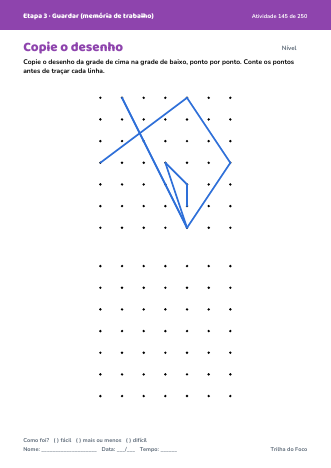 Etapa 3 · Guardar (memória de trabalho)
Atividade 145 de 250
Copie o desenho
Nível
Copie o desenho da grade de cima na grade de baixo, ponto por ponto. Conte os pontos
antes de traçar cada linha.
Como foi? ( ) fácil ( ) mais ou menos ( ) difícil
Nome: ____________________ Data: ___/___ Tempo: ______
Trilha do Foco